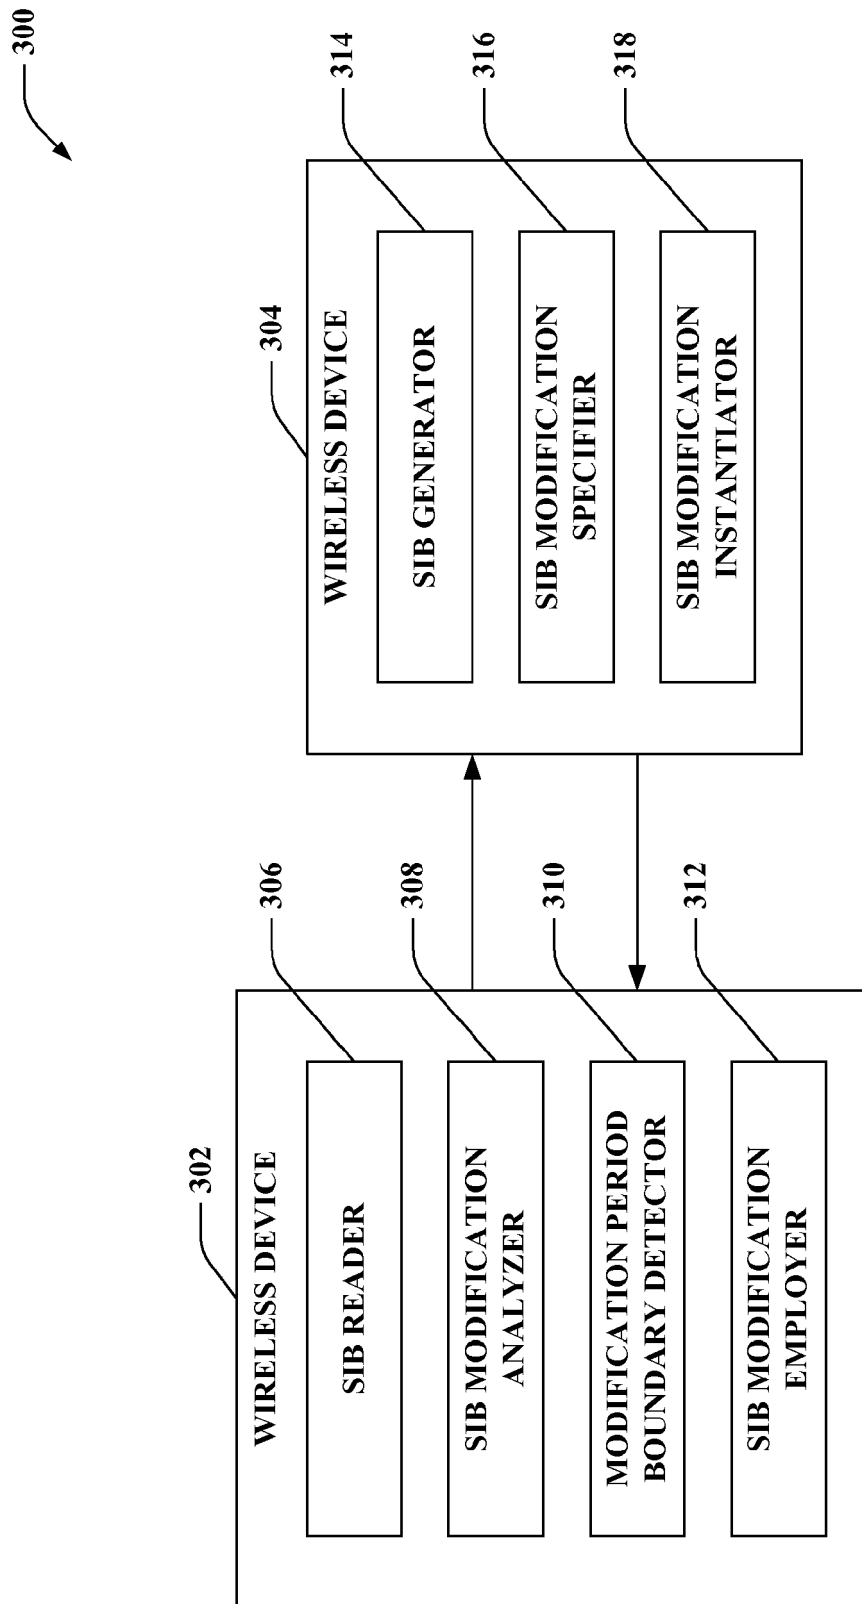 300
302
WIRELESS DEVICE
306
SIB READER
308
SIB MODIFICATION
ANALYZER
310
MODIFICATION PERIOD
BOUNDARY DETECTOR
312
SIB MODIFICATION
EMPLOYER
304
WIRELESS DEVICE
314
SIB GENERATOR
316
SIB MODIFICATION
SPECIFIER
318
SIB MODIFICATION
INSTANTIATOR